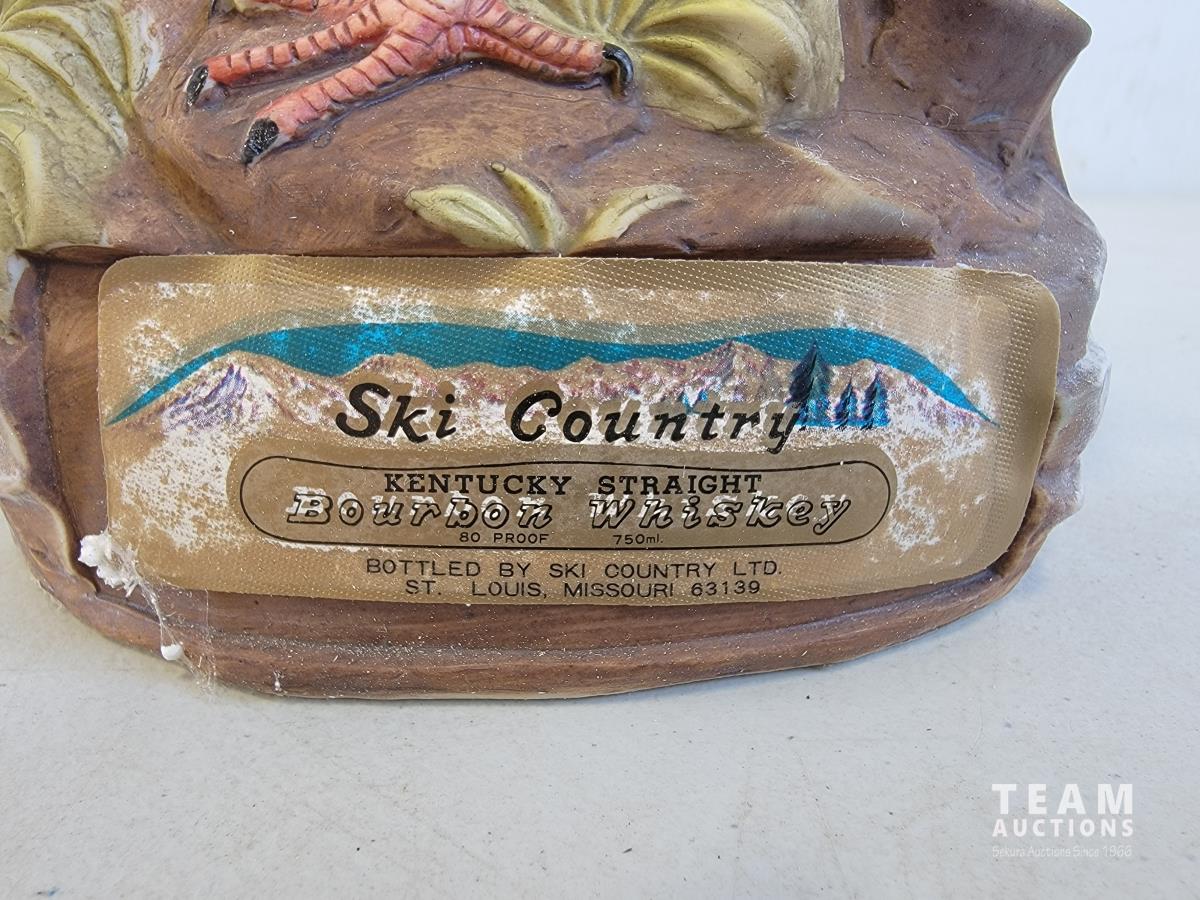 Ski Country
KENTUCKY STRAIGHT
Bourbon Whiskey
80 PROOF 750ml.
BOTTLED BY SKI COUNTRY LTD.
ST. LOUIS, MISSOURI 63139
TEAM
AUCTIONS
Sekura Auctions Since 1966